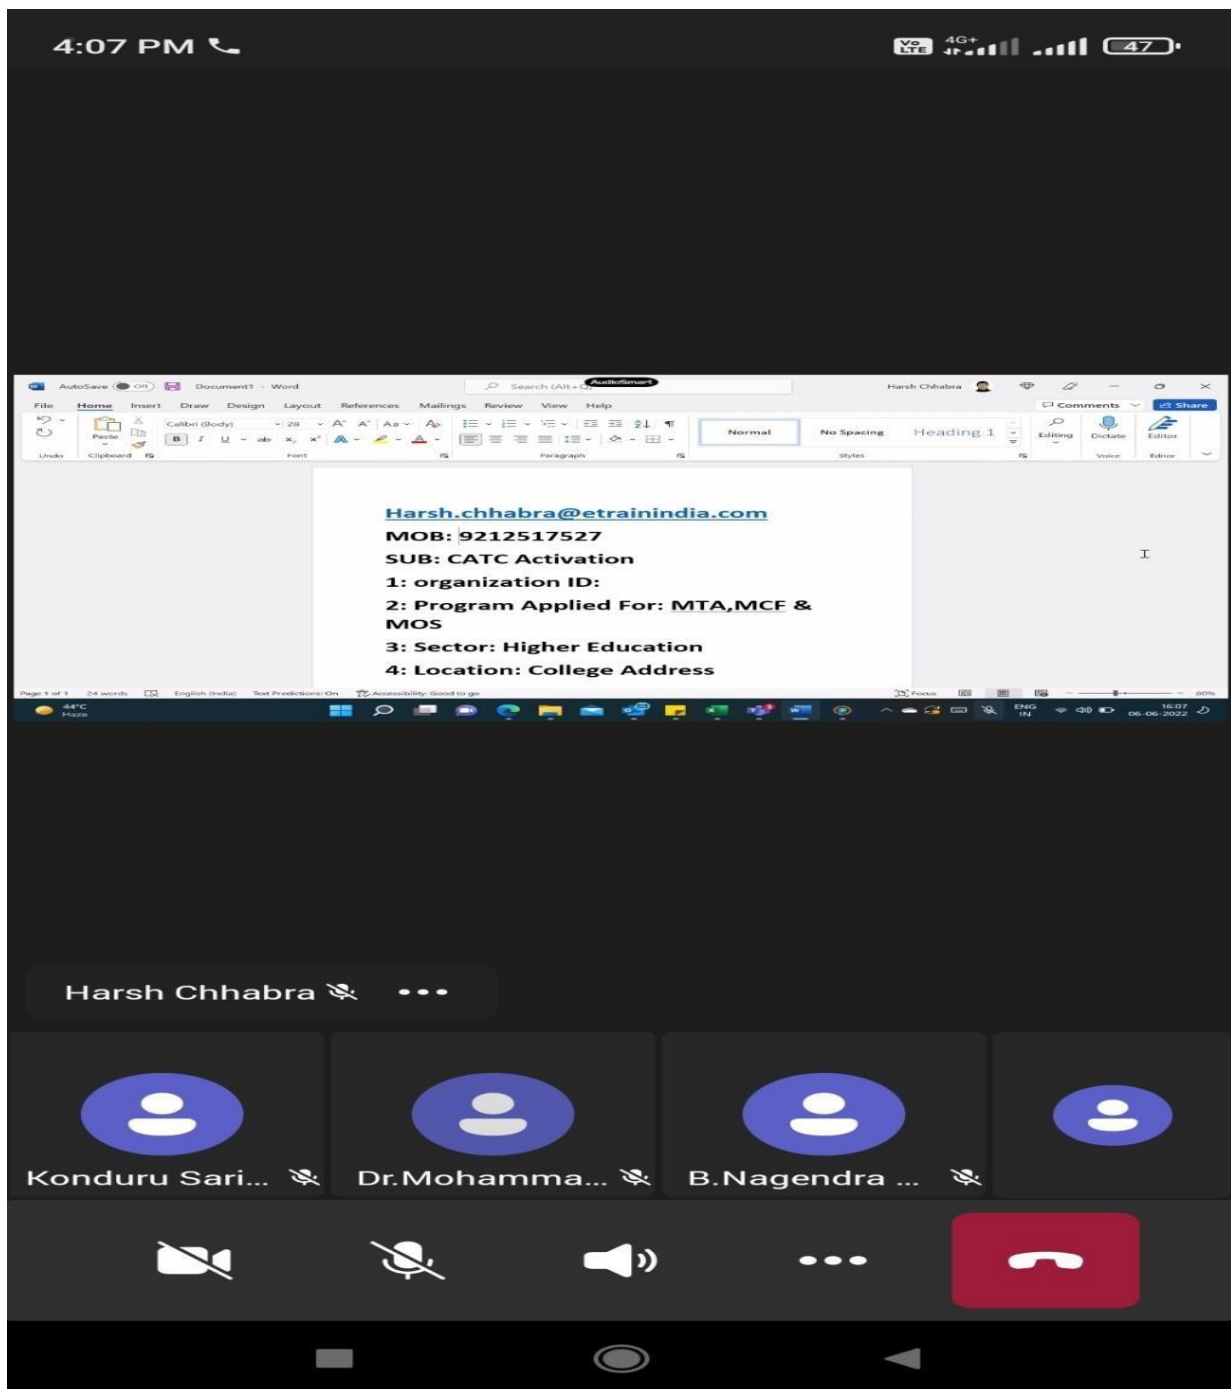 4:07 PM
Vo LTE 4G+ 47
AutoSave Off Document1 - Word Search (Alt+Q) AudioSmart Harsh Chhabra
File Home Insert Draw Design Layout References Mailings Review View Help Comments Share
Paste Calibri (Body) 28 Normal No Spacing Heading 1 Editing Dictate Editor
Undo Clipboard Font Paragraph Styles Voice Editor
Harsh.chhabra@etrainindia.com
MOB: 9212517527
SUB: CATC Activation
1: organization ID:
2: Program Applied For: MTA,MCF &
MOS
3: Sector: Higher Education
4: Location: College Address
Page 1 of 1 24 words English (India) Text Predictions: On Accessibility: Good to go Focus 80%
44°C
Haze
ENG
IN
16:07
06-06-2022
Harsh Chhabra
Konduru Sari... Dr.Mohamma... B.Nagendra ...